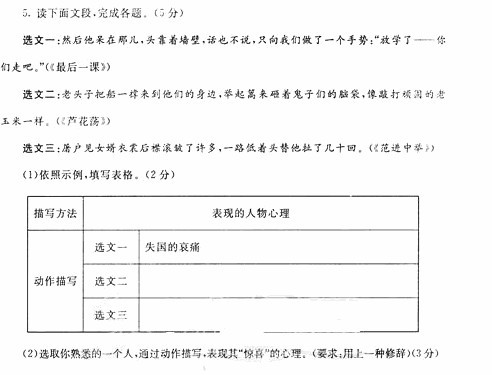 5. 读下面文段,完成各题。(5分)
选文一:然后他呆在那儿,头靠着墙壁,话也不说,只向我们做了一个手势:“放学了——你
们走吧。”(《最后一课》)
选文二:老头子把船一撑来到他们的身边,举起篙来砸着鬼子们的脑袋,像敲打顽固的老
玉米一样。(《芦花荡》)
选文三:屠户见女婿衣裳后襟滚皱了许多,一路低着头替他扯了几十回。(《范进中举》)
(1)依照示例,填写表格。(2分)
描写方法 表现的人物心理
选文一 失国的哀痛
动作描写 选文二
选文三
(2)选取你熟悉的一个人,通过动作描写,表现其“惊喜”的心理。(要求:用上一种修辞)(3分)